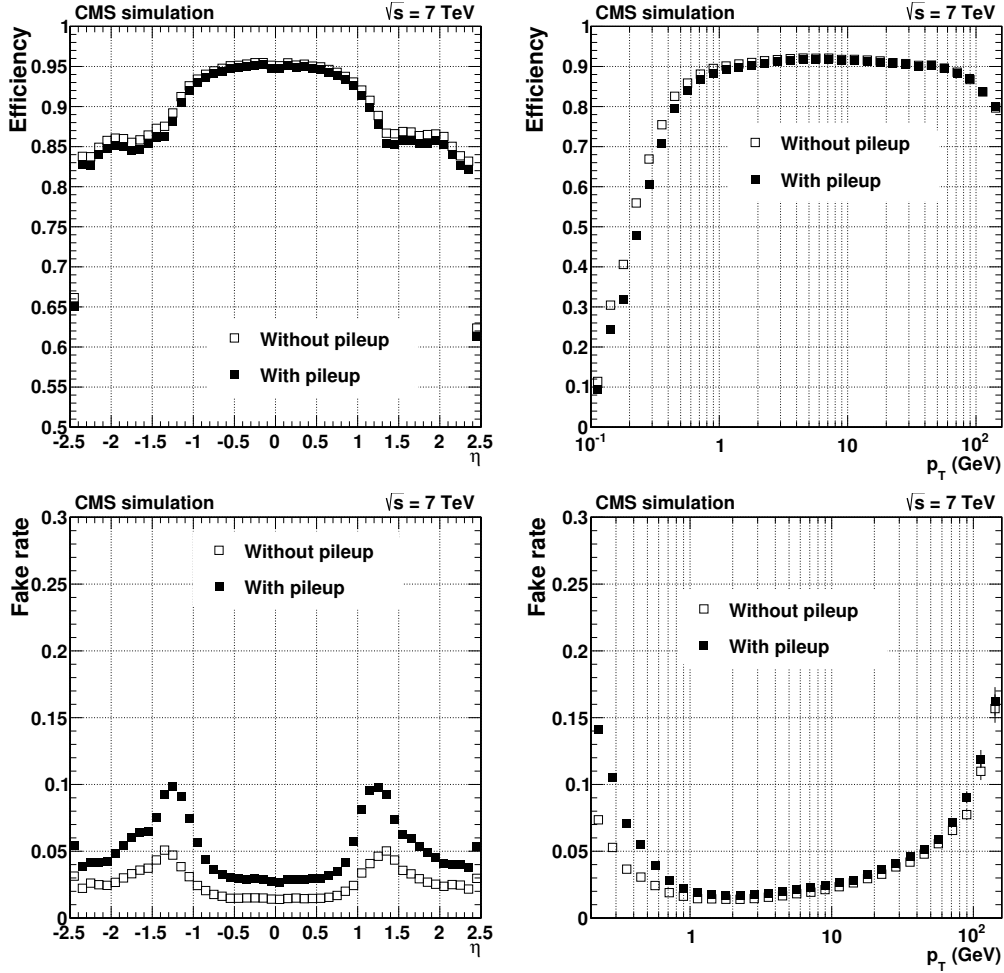 CMS simulation √s = 7 TeV
Efficiency
1
0.95
0.9
0.85
0.8
0.75
0.7
0.65
0.6
0.55
0.5
Without pileup
With pileup
-2.5 -2 -1.5 -1 -0.5 0 0.5 1 1.5 2 2.5
η
CMS simulation √s = 7 TeV
Efficiency
1
0.9
0.8
0.7
0.6
0.5
0.4
0.3
0.2
0.1
0
Without pileup
With pileup
10⁻¹ 1 10 10²
p_T (GeV)
CMS simulation √s = 7 TeV
Fake rate
0.3
0.25
0.2
0.15
0.1
0.05
0
Without pileup
With pileup
-2.5 -2 -1.5 -1 -0.5 0 0.5 1 1.5 2 2.5
η
CMS simulation √s = 7 TeV
Fake rate
0.3
0.25
0.2
0.15
0.1
0.05
0
Without pileup
With pileup
1 10 10²
p_T (GeV)